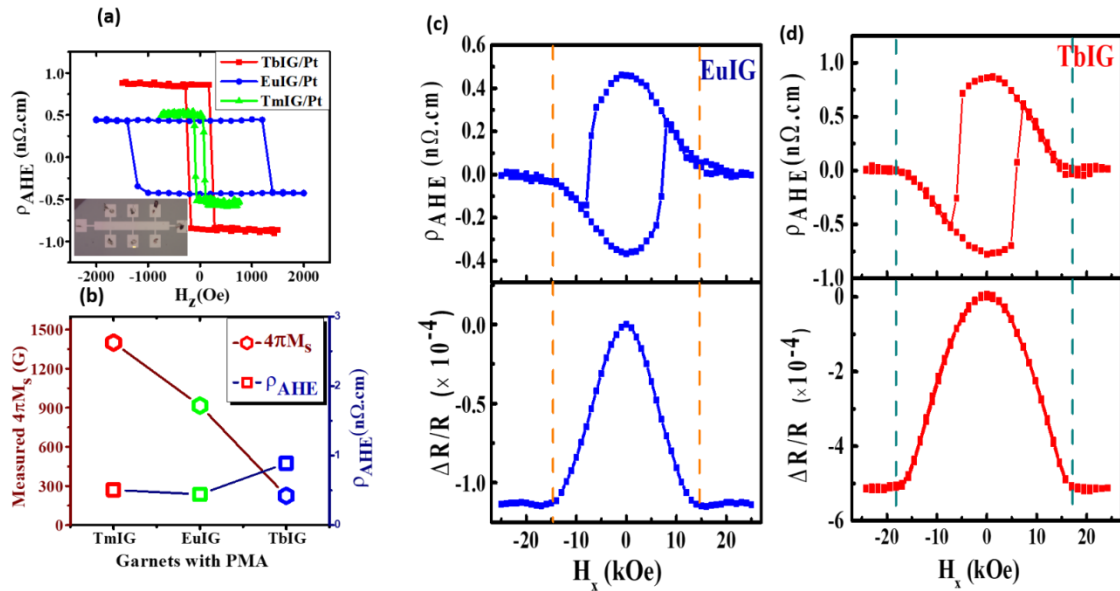 (a)
TbIG/Pt
EuIG/Pt
TmIG/Pt
ρAHE (nΩ.cm)
1.0
0.5
0.0
-0.5
-1.0
-2000 -1000 0 1000 2000
HZ(Oe)
(b)
4πMs
ρAHE
Measured 4πMs (G)
1500
1200
900
600
300
0
3
2
1
0
ρAHE(nΩ.cm)
TmIG EuIG TbIG
Garnets with PMA
(c)
EuIG
ρAHE (nΩ.cm)
0.6
0.4
0.2
0.0
-0.2
-0.4
ΔR/R (× 10-4)
0.0
-0.5
-1.0
-20 -10 0 10 20
Hx (kOe)
(d)
TbIG
ρAHE (nΩ.cm)
1.0
0.5
0.0
-0.5
-1.0
ΔR/R (× 10-4)
0
-2
-4
-6
-20 -10 0 10 20
Hx (kOe)